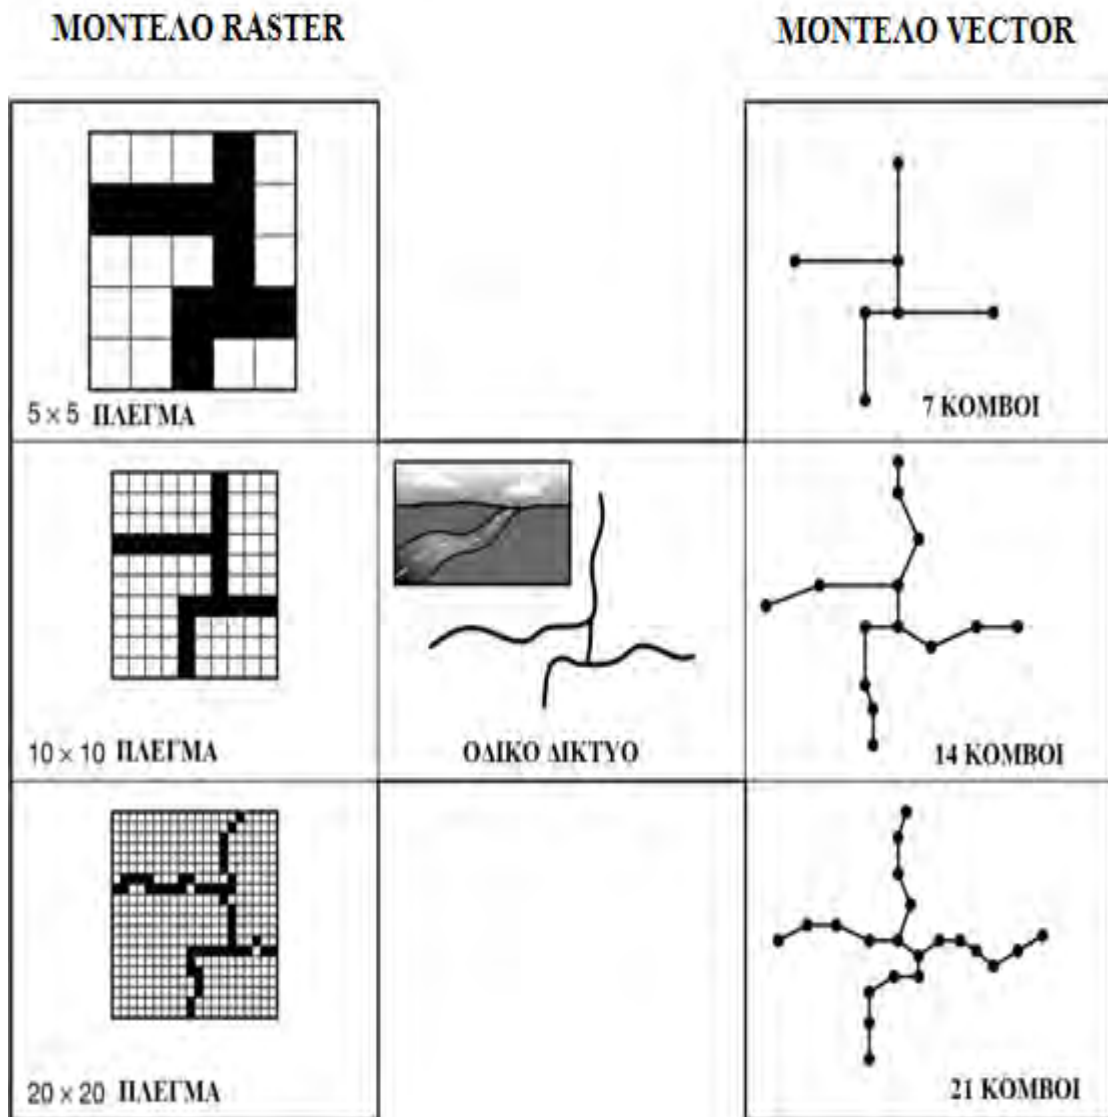 ΜΟΝΤΕΛΟ RASTER
ΜΟΝΤΕΛΟ VECTOR
5 × 5 ΠΛΕΓΜΑ
7 ΚΟΜΒΟΙ
10 × 10 ΠΛΕΓΜΑ
ΟΔΙΚΟ ΔΙΚΤΥΟ
14 ΚΟΜΒΟΙ
20 × 20 ΠΛΕΓΜΑ
21 ΚΟΜΒΟΙ